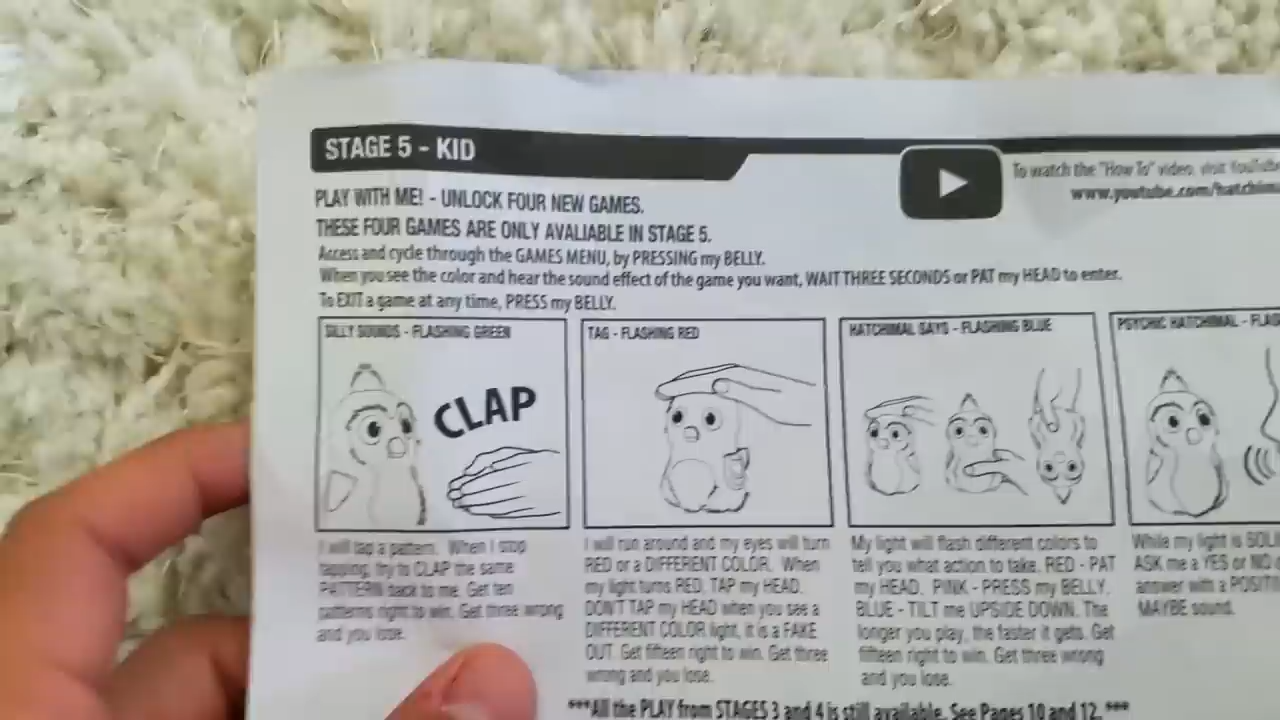 STAGE 5 - KID
To watch the "How To" video, visit YouTube
www.youtube.com/hatchima
PLAY WITH ME! - UNLOCK FOUR NEW GAMES.
THESE FOUR GAMES ARE ONLY AVALIABLE IN STAGE 5.
Access and cycle through the GAMES MENU, by PRESSING my BELLY.
When you see the color and hear the sound effect of the game you want, WAIT THREE SECONDS or PAT my HEAD to enter.
To EXIT a game at any time, PRESS my BELLY.
SILLY SOUNDS - FLASHING GREEN
CLAP
I will tap a pattern. When I stop
tapping, try to CLAP the same
PATTERN back to me. Get ten
patterns right to win. Get three wrong
and you lose.
TAG - FLASHING RED
I will run around and my eyes will turn
RED or a DIFFERENT COLOR. When
my light turns RED, TAP my HEAD.
DON'T TAP my HEAD when you see a
DIFFERENT COLOR light, it is a FAKE
OUT. Get fifteen right to win. Get three
wrong and you lose.
HATCHIMAL SAYS - FLASHING BLUE
My light will flash different colors to
tell you what action to take. RED - PAT
my HEAD. PINK - PRESS my BELLY.
BLUE - TILT me UPSIDE DOWN. The
longer you play, the faster it gets. Get
fifteen right to win. Get three wrong
and you lose.
PSYCHIC HATCHIMAL - FLAS
While my light is SOLI
ASK me a YES or NO
answer with a POSITI
MAYBE sound.
***All the PLAY from STAGES 3 and 4 is still available. See Pages 10 and 12. ***